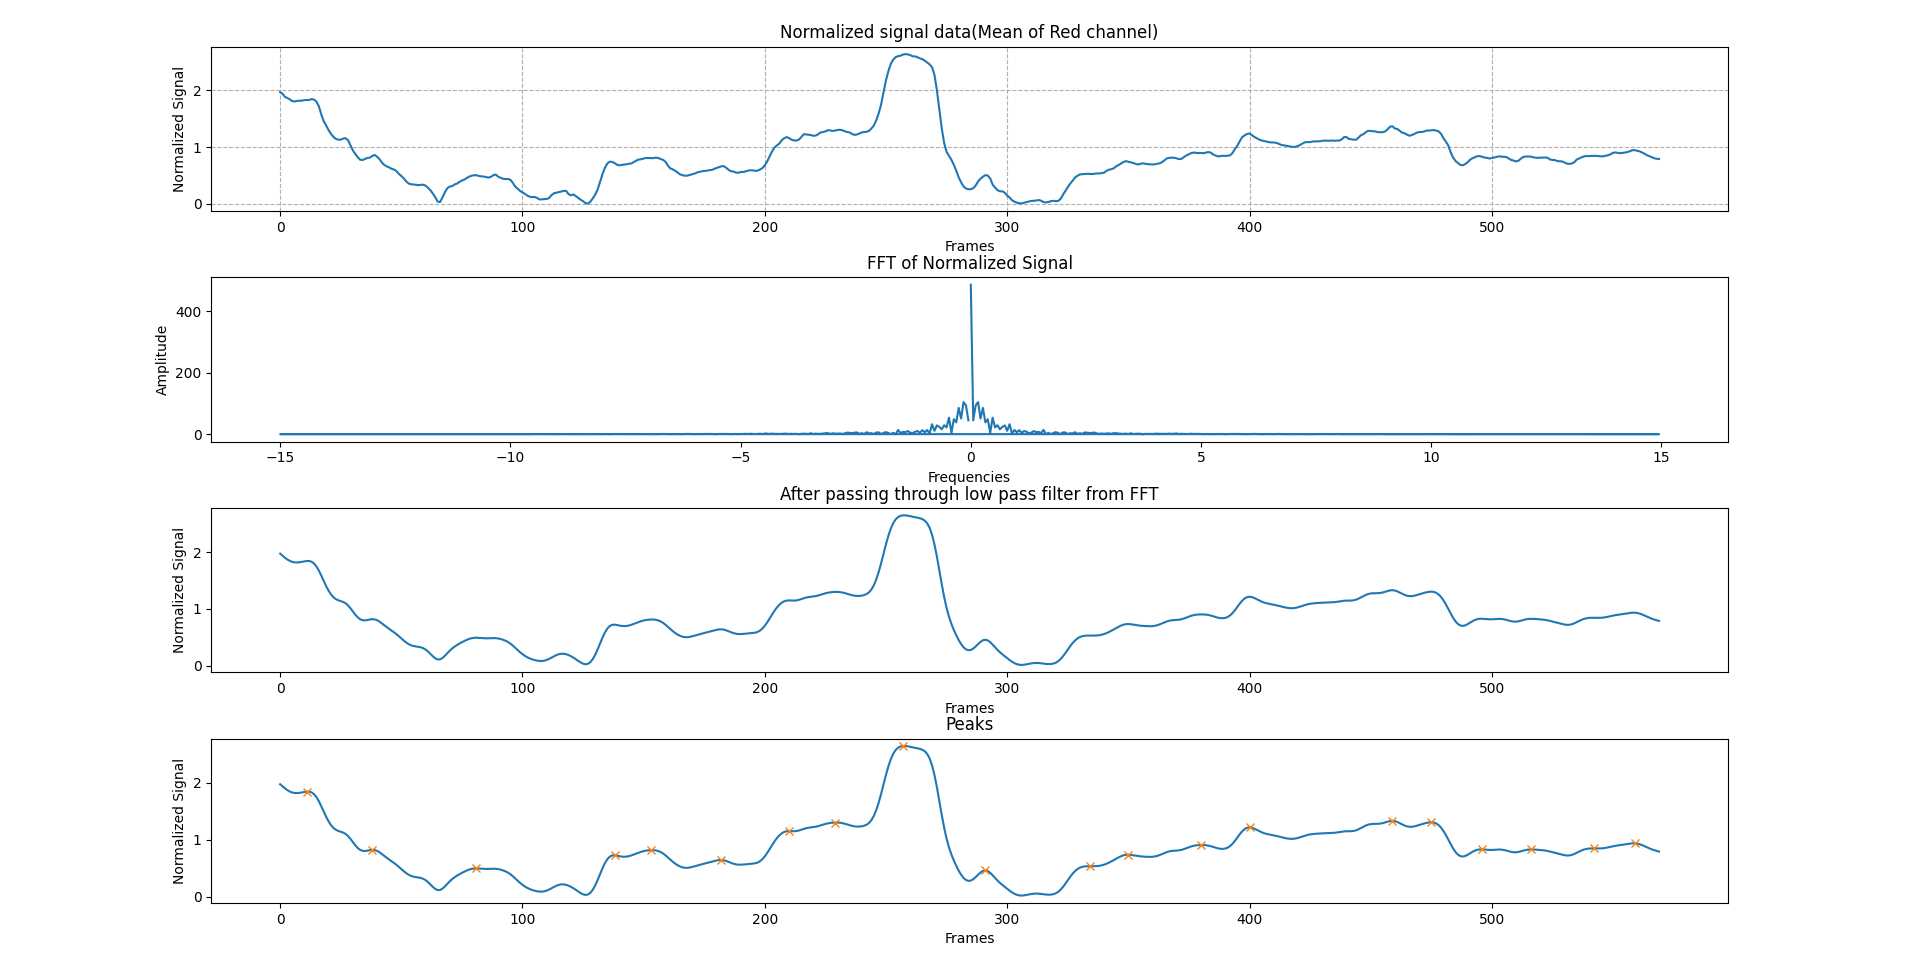 Normalized signal data(Mean of Red channel)
Normalized Signal
2
1
0
0 100 200 300 400 500
Frames
FFT of Normalized Signal
Amplitude
400
200
0
−15 −10 −5 0 5 10 15
Frequencies
After passing through low pass filter from FFT
Normalized Signal
2
1
0
0 100 200 300 400 500
Frames
Peaks
Normalized Signal
2
1
0
0 100 200 300 400 500
Frames